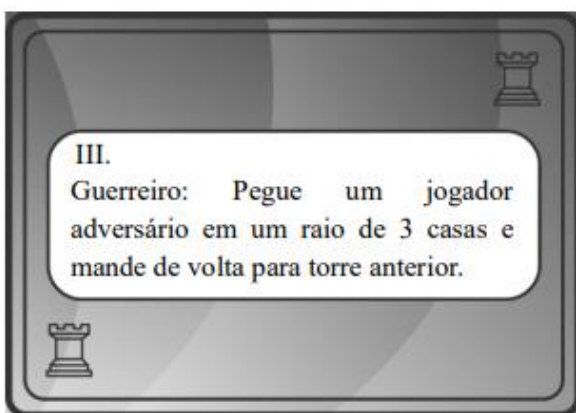 III.
Guerreiro: Pegue um jogador
adversário em um raio de 3 casas e
mande de volta para torre anterior.